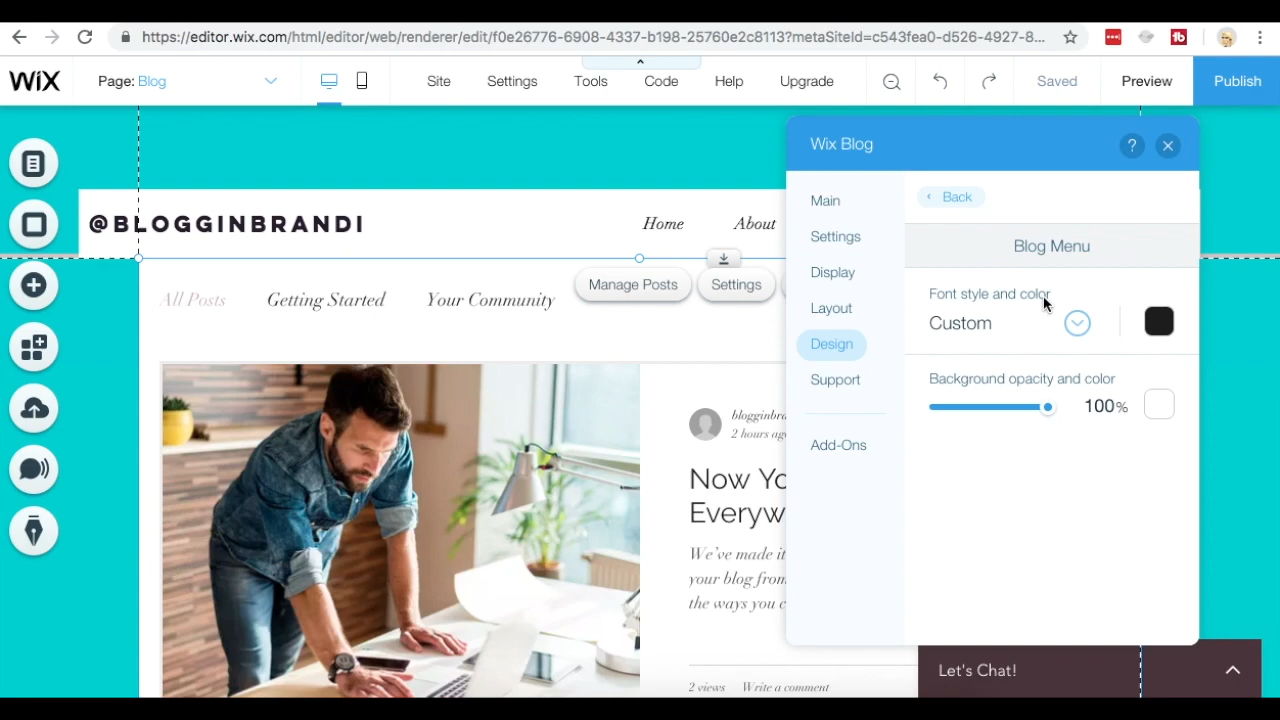 https://editor.wix.com/html/editor/web/renderer/edit/f0e26776-6908-4337-b198-25760e2c8113?metaSiteId=c543fea0-d526-4927-8...
WiX
Page: Blog
Site
Settings
Tools
Code
Help
Upgrade
Saved
Preview
Publish
Wix Blog
?
Main
Settings
Display
Layout
Design
Support
Add-Ons
Back
Blog Menu
Font style and color
Custom
Background opacity and color
100%
@BLOGGINBRANDI
Home
About
Manage Posts
Settings
All Posts
Getting Started
Your Community
blogginbra
2 hours ag
Now Yo
Everyw
We've made it
your blog from
the ways you c
2 views
Write a comment
Let's Chat!